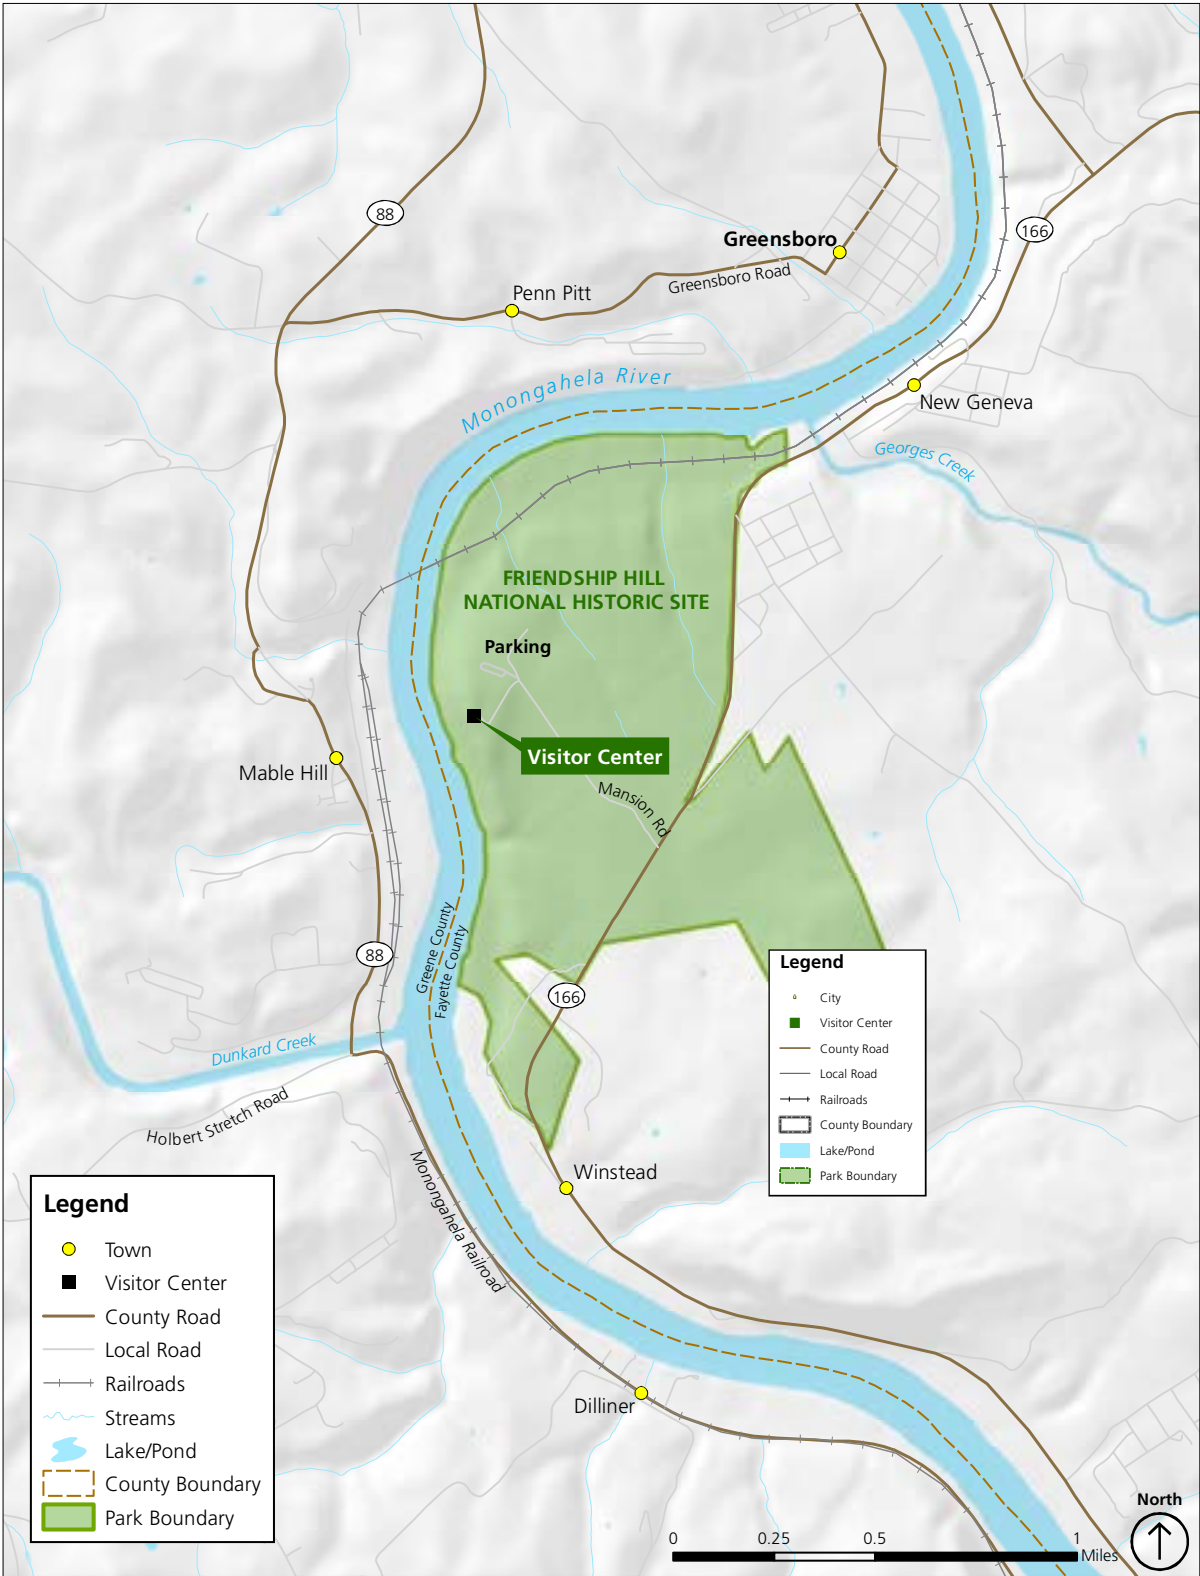 88
166
Greensboro
Greensboro Road
Penn Pitt
Monongahela River
New Geneva
Georges Creek
FRIENDSHIP HILL
NATIONAL HISTORIC SITE
Parking
Visitor Center
Mable Hill
Mansion Rd
Greene County
Fayette County
88
166
Dunkard Creek
Holbert Stretch Road
Monongahela Railroad
Winstead
Dilliner
Legend
City
Visitor Center
County Road
Local Road
Railroads
County Boundary
Lake/Pond
Park Boundary
Legend
Town
Visitor Center
County Road
Local Road
Railroads
Streams
Lake/Pond
County Boundary
Park Boundary
North
0 0.25 0.5 1
Miles